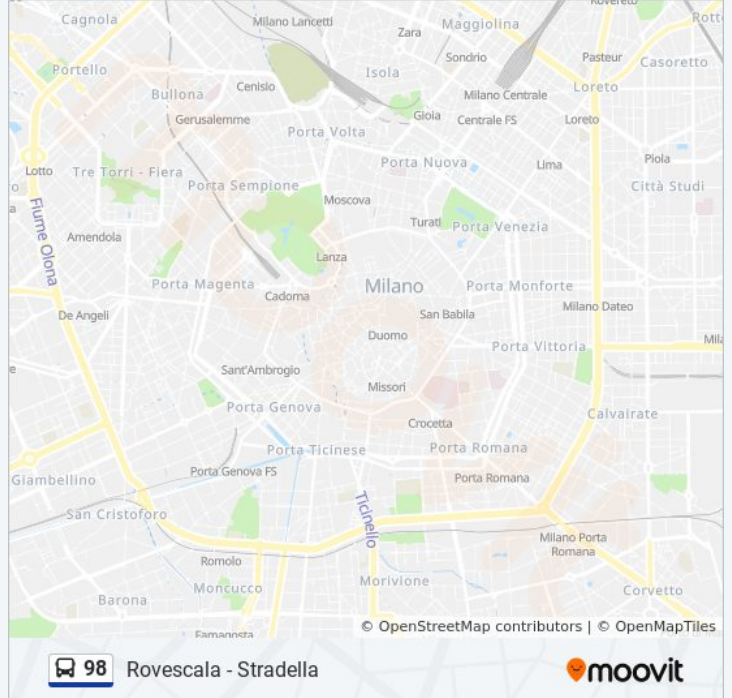 Rovereto
Cagnola
Milano Lancetti
Maggiolina
Zara
Sondrio
Pasteur
Casoretto
Portello
Isola
Cenisio
Bullona
Milano Centrale
Loreto
Gerusalemme
Gioia
Centrale FS
Loreto
Porta Volta
Porta Nuova
Lima
Piola
Lotto
Tre Torri - Fiera
Porta Sempione
Città Studi
Moscova
Turati
Porta Venezia
Fiume Olona
Amendola
Lanza
Porta Magenta
Cadorna
Milano
Porta Monforte
De Angeli
San Babila
Milano Dateo
Duomo
Porta Vittoria
Sant'Ambrogio
Missori
Porta Genova
Calvairate
Crocetta
Porta Ticinese
Porta Romana
Porta Genova FS
Porta Romana
Giambellino
San Cristoforo
Ticinello
Milano Porta
Romana
Romolo
Morivione
Moncucco
Corvetto
Barona
Famagosta
© OpenStreetMap contributors | © OpenMapTiles
98 Rovescala - Stradella
moovit